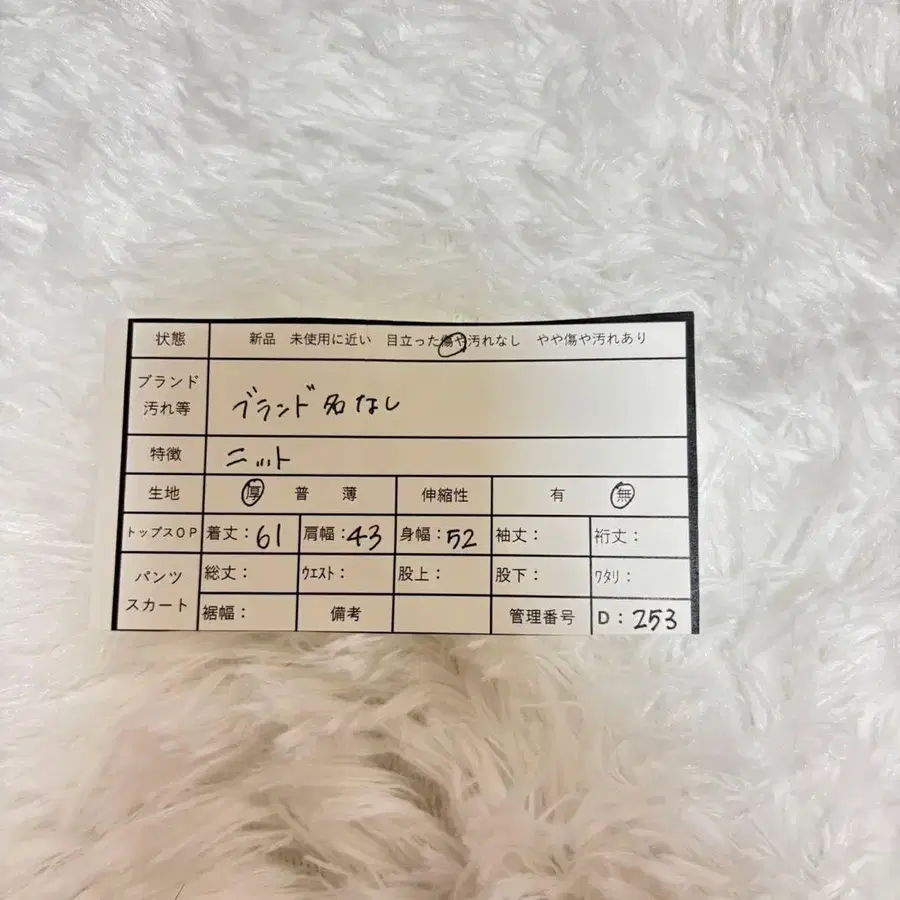 状態 新品 未使用に近い 目立った傷や汚れなし やや傷や汚れあり
ブランド
汚れ等 ブランド名なし
特徴 ニット
生地 厚 普 薄 伸縮性 有 無
トップスOP 着丈:61 肩幅:43 身幅:52 袖丈: 裄丈:
パンツ
スカート 総丈: ウエスト: 股上: 股下: ワタリ:
裾幅: 備考 管理番号 D:253